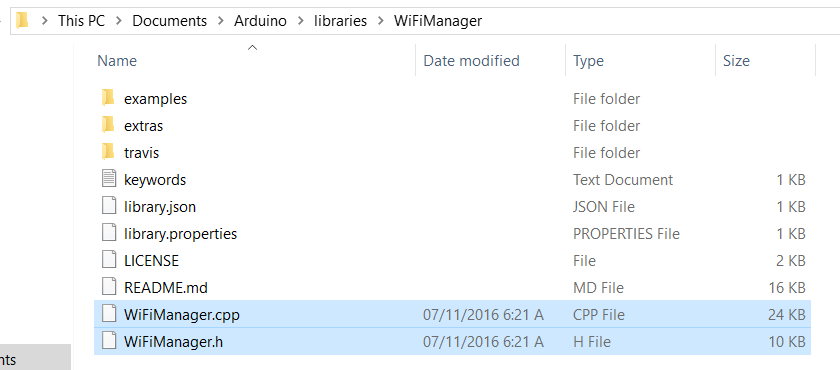 This PC > Documents > Arduino > libraries > WiFiManager
Name Date modified Type Size
examples File folder
extras File folder
travis File folder
keywords Text Document 1 KB
library.json JSON File 1 KB
library.properties PROPERTIES File 1 KB
LICENSE File 2 KB
README.md MD File 16 KB
WiFiManager.cpp 07/11/2016 6:21 A CPP File 24 KB
WiFiManager.h 07/11/2016 6:21 A H File 10 KB
nts